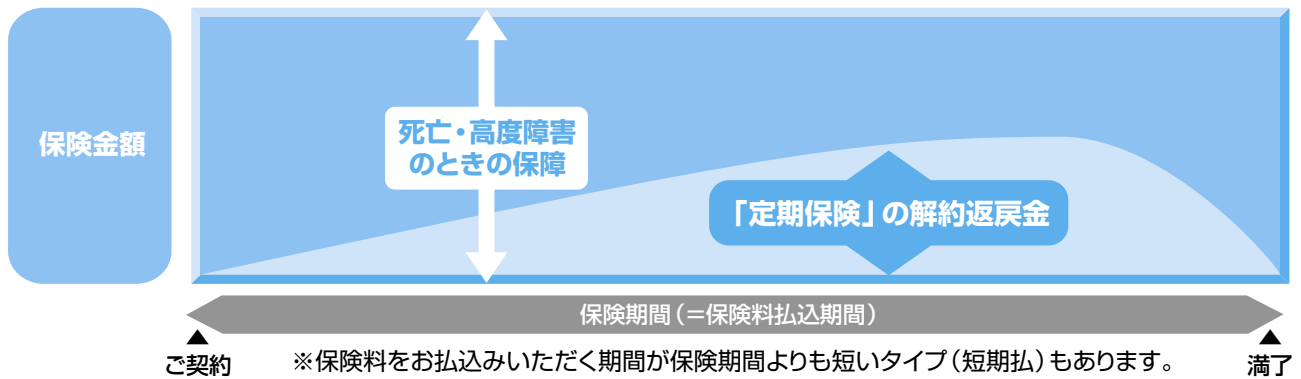 保険金額
死亡・高度障害
のときの保障
「定期保険」の解約返戻金
保険期間（＝保険料払込期間）
▲
ご契約
※保険料をお払込みいただく期間が保険期間よりも短いタイプ（短期払）もあります。
▲
満了